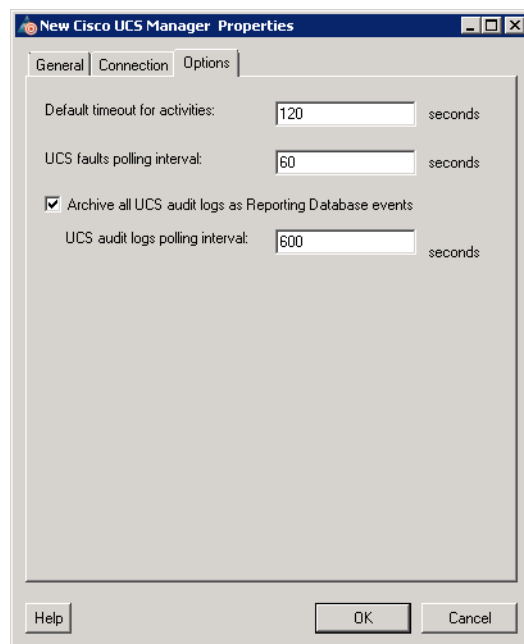 New Cisco UCS Manager Properties
General Connection Options
Default timeout for activities: 120 seconds
UCS faults polling interval: 60 seconds
Archive all UCS audit logs as Reporting Database events
UCS audit logs polling interval: 600 seconds
Help OK Cancel